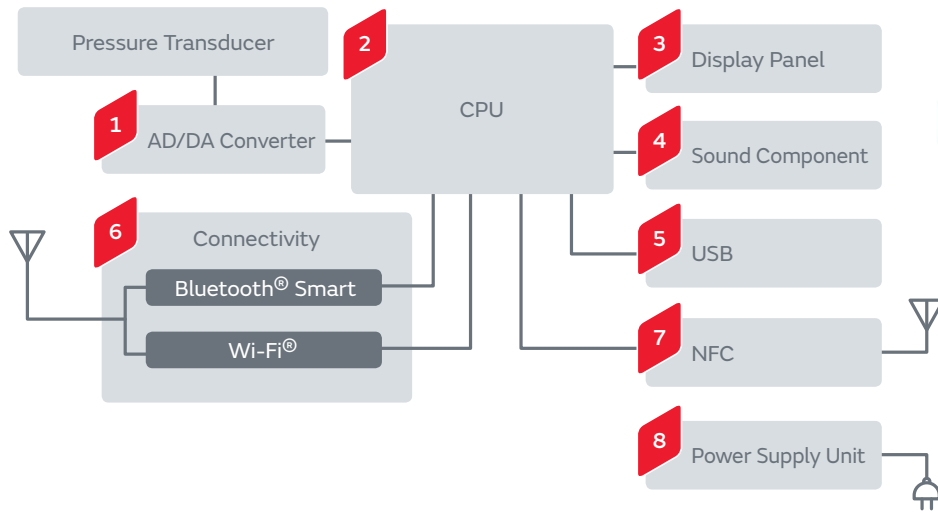 Pressure Transducer
1
AD/DA Converter
2
CPU
3
Display Panel
4
Sound Component
5
USB
6
Connectivity
Bluetooth® Smart
Wi-Fi®
7
NFC
8
Power Supply Unit